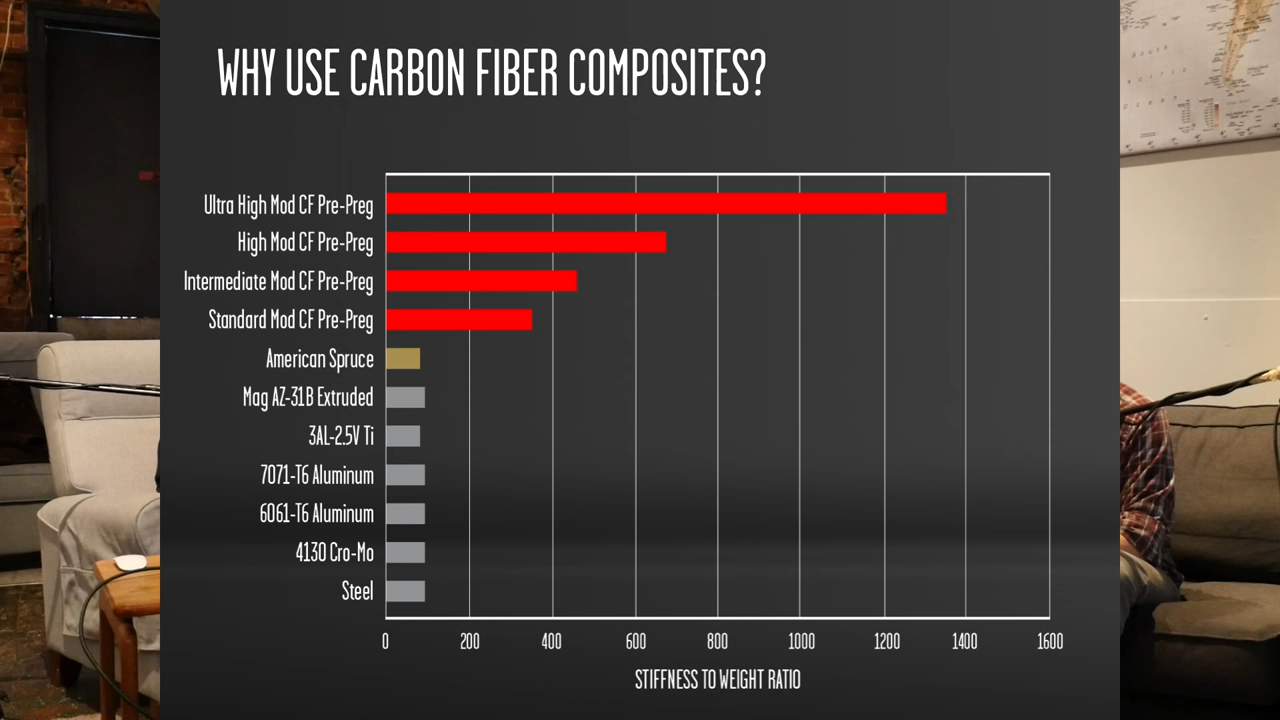 WHY USE CARBON FIBER COMPOSITES?
Ultra High Mod CF Pre-Preg
High Mod CF Pre-Preg
Intermediate Mod CF Pre-Preg
Standard Mod CF Pre-Preg
American Spruce
Mag AZ-31B Extruded
3AL-2.5V Ti
7071-T6 Aluminum
6061-T6 Aluminum
4130 Cro-Mo
Steel
0 200 400 600 800 1000 1200 1400 1600
STIFFNESS TO WEIGHT RATIO